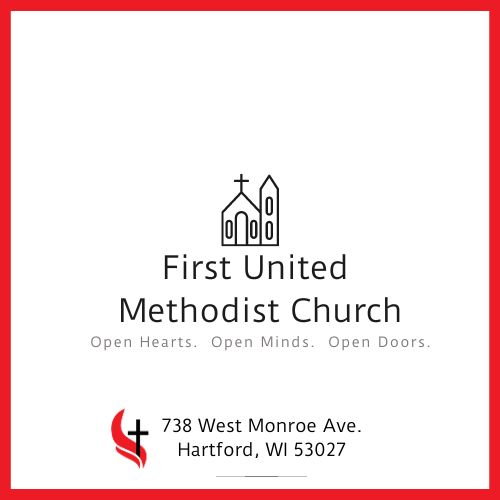 First United
Methodist Church
Open Hearts. Open Minds. Open Doors.
738 West Monroe Ave.
Hartford, WI 53027